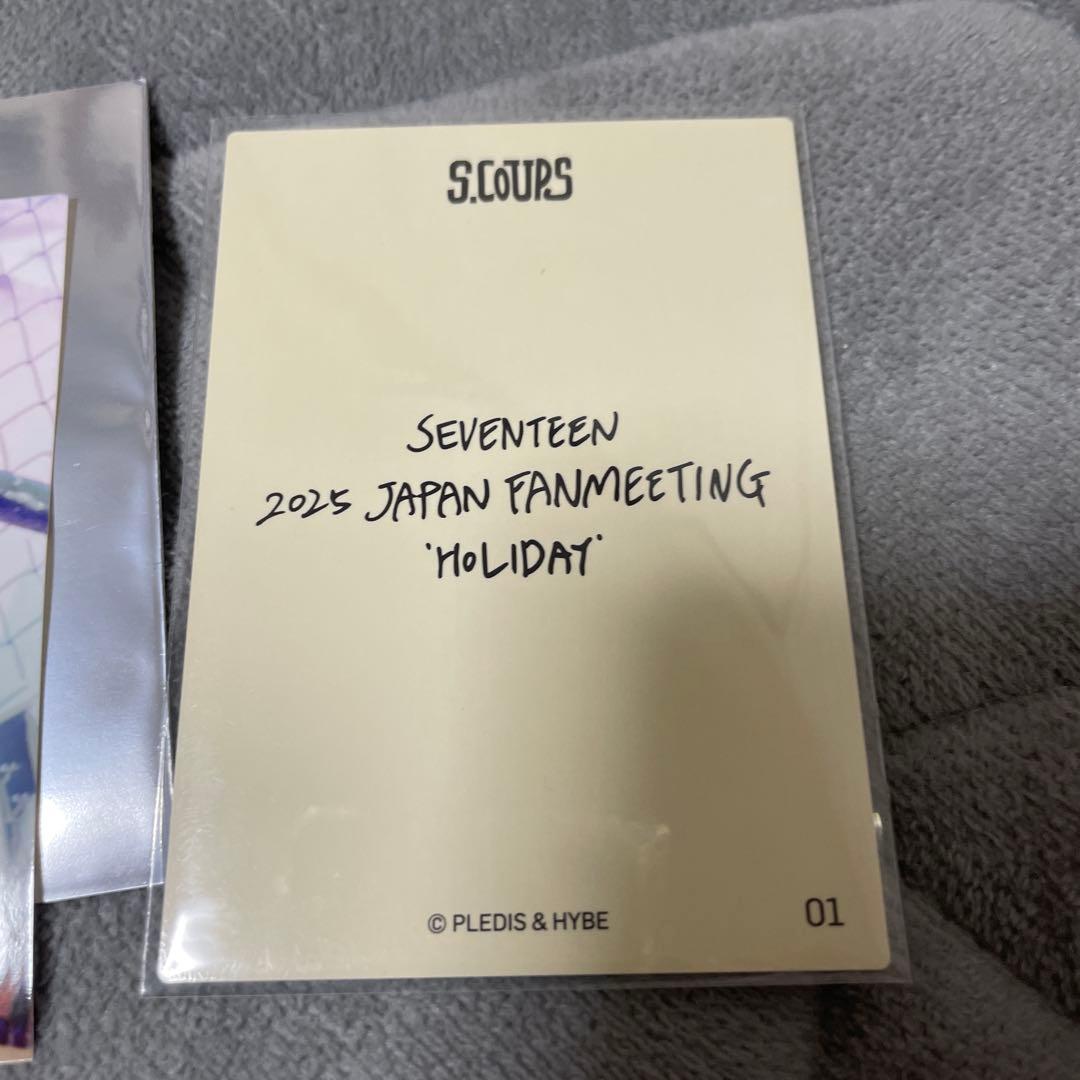 S.COUPS
SEVENTEEN
2025 JAPAN FANMEETING
'HOLIDAY'
© PLEDIS & HYBE
01